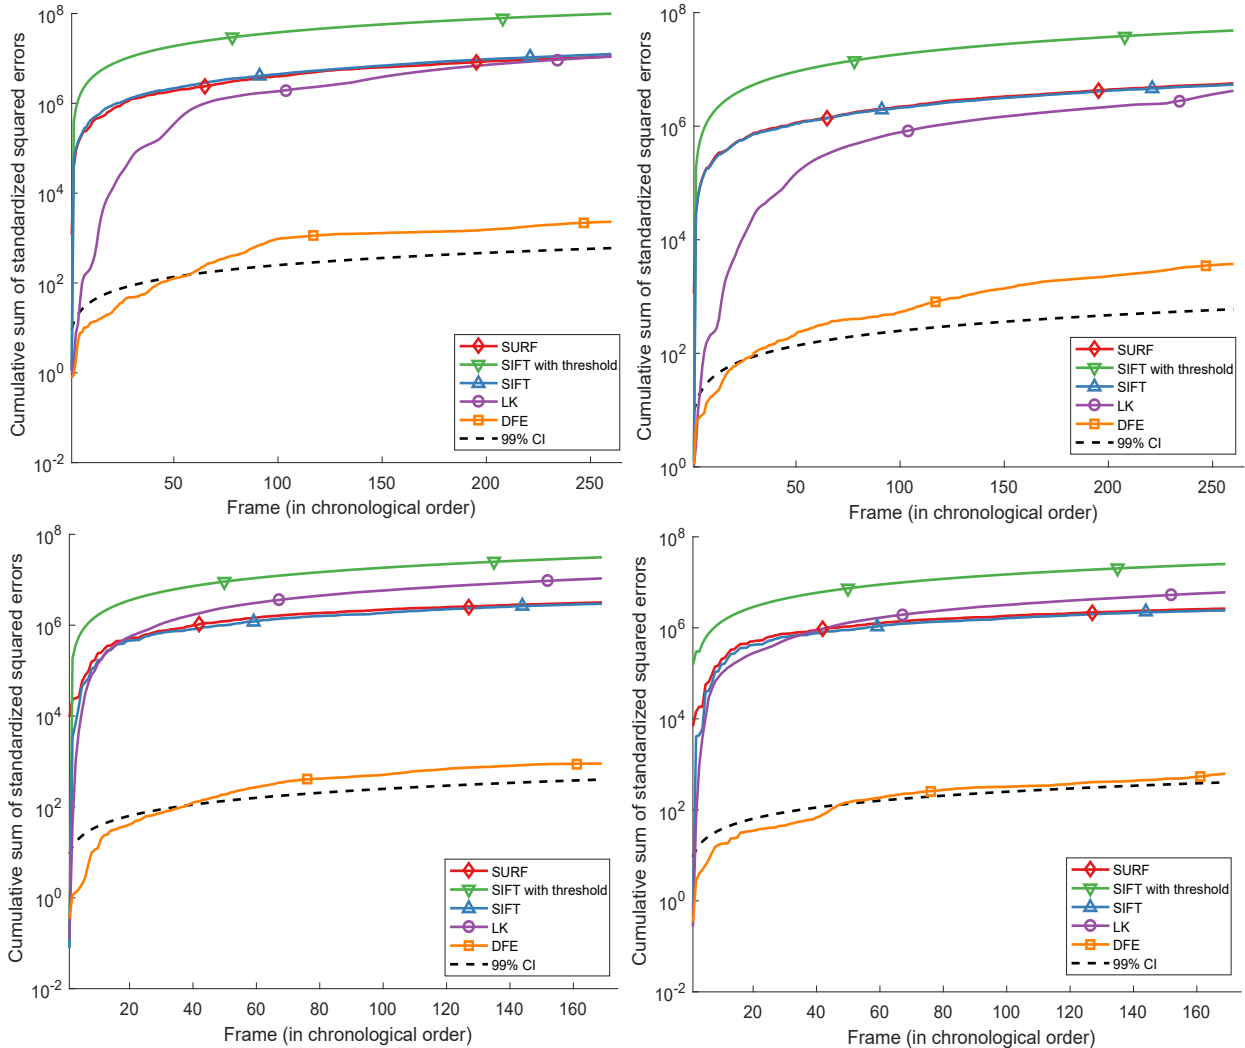 Cumulative sum of standardized squared errors
10^8
10^6
10^4
10^2
10^0
10^-2
50
100
150
200
250
Frame (in chronological order)
SURF
SIFT with threshold
SIFT
LK
DFE
99% CI
Cumulative sum of standardized squared errors
10^8
10^6
10^4
10^2
10^0
50
100
150
200
250
Frame (in chronological order)
SURF
SIFT with threshold
SIFT
LK
DFE
99% CI
Cumulative sum of standardized squared errors
10^8
10^6
10^4
10^2
10^0
10^-2
20
40
60
80
100
120
140
160
Frame (in chronological order)
SURF
SIFT with threshold
SIFT
LK
DFE
99% CI
Cumulative sum of standardized squared errors
10^8
10^6
10^4
10^2
10^0
10^-2
20
40
60
80
100
120
140
160
Frame (in chronological order)
SURF
SIFT with threshold
SIFT
LK
DFE
99% CI